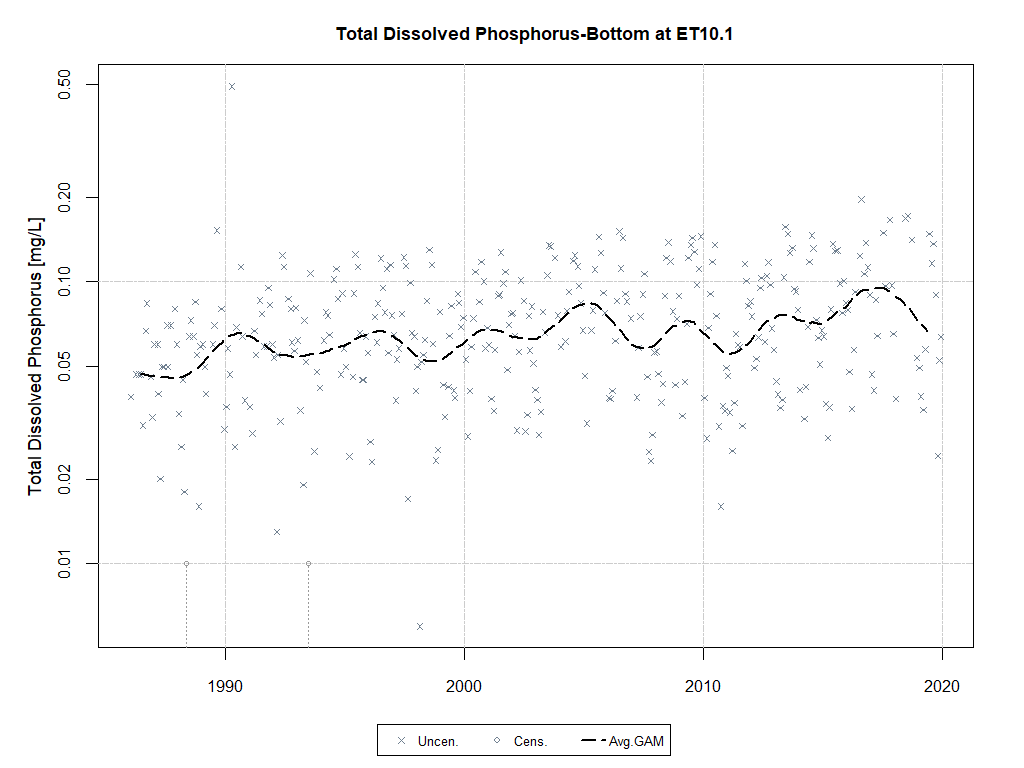 Total Dissolved Phosphorus-Bottom at ET10.1
Total Dissolved Phosphorus [mg/L]
0.50
0.20
0.10
0.05
0.02
0.01
1990 2000 2010 2020
Uncen. Cens. Avg.GAM